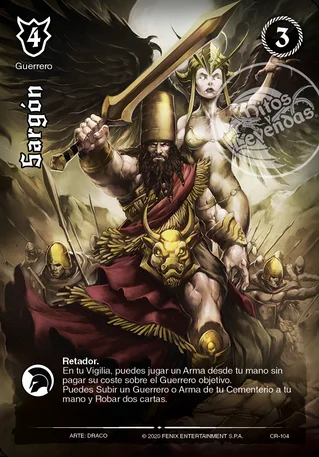 4
3
Guerrero
Sargón
Mitos
Leyendas
Retador.
En tu Vigilia, puedes jugar un Arma desde tu mano sin
pagar su coste sobre el Guerrero objetivo.
Puedes Subir un Guerrero o Arma de tu Cementerio a tu
mano y Robar dos cartas.
ARTE: DRACO
© 2020 FENIX ENTERTAINMENT S.P.A.
CR-104